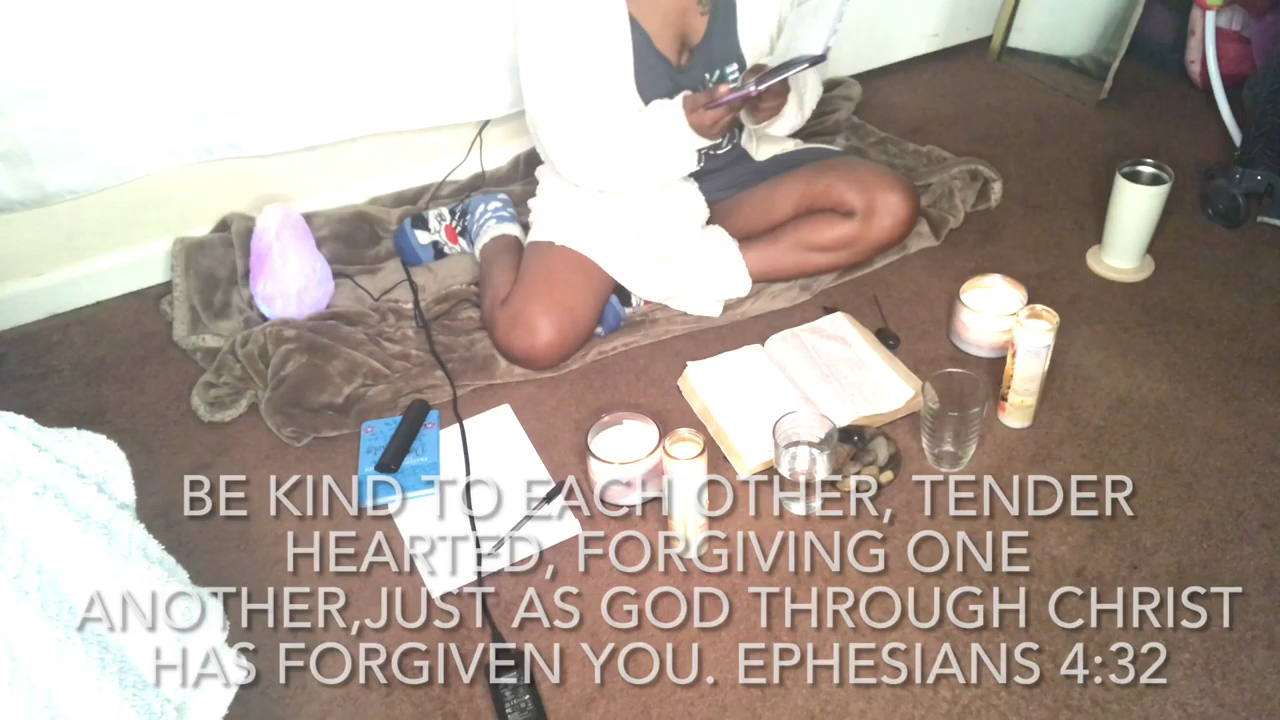 BE KIND TO EACH OTHER, TENDER
HEARTED, FORGIVING ONE
ANOTHER,JUST AS GOD THROUGH CHRIST
HAS FORGIVEN YOU. EPHESIANS 4:32